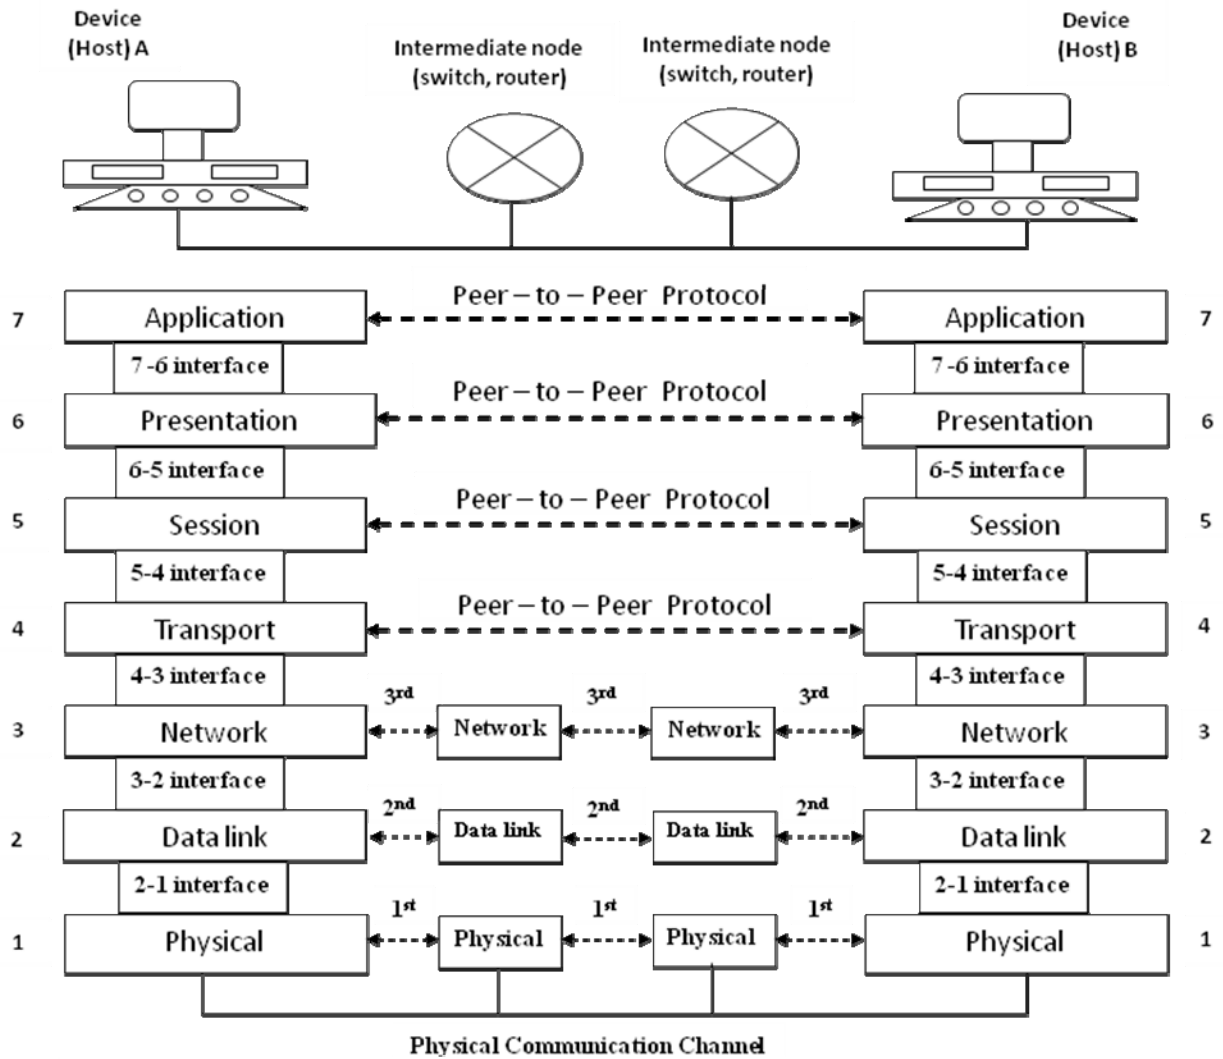 Device
(Host) A
Intermediate node
(switch, router)
Intermediate node
(switch, router)
Device
(Host) B
7 Application Peer – to – Peer Protocol Application 7
7 -6 interface 7-6 interface
6 Presentation Peer – to – Peer Protocol Presentation 6
6-5 interface 6-5 interface
5 Session Peer – to – Peer Protocol Session 5
5-4 interface 5-4 interface
4 Transport Peer – to – Peer Protocol Transport 4
4-3 interface 4-3 interface
3rd 3rd 3rd
3 Network Network Network Network 3
3-2 interface 3-2 interface
2nd 2nd 2nd
2 Data link Data link Data link Data link 2
2-1 interface 2-1 interface
1st 1st 1st
1 Physical Physical Physical Physical 1
Physical Communication Channel